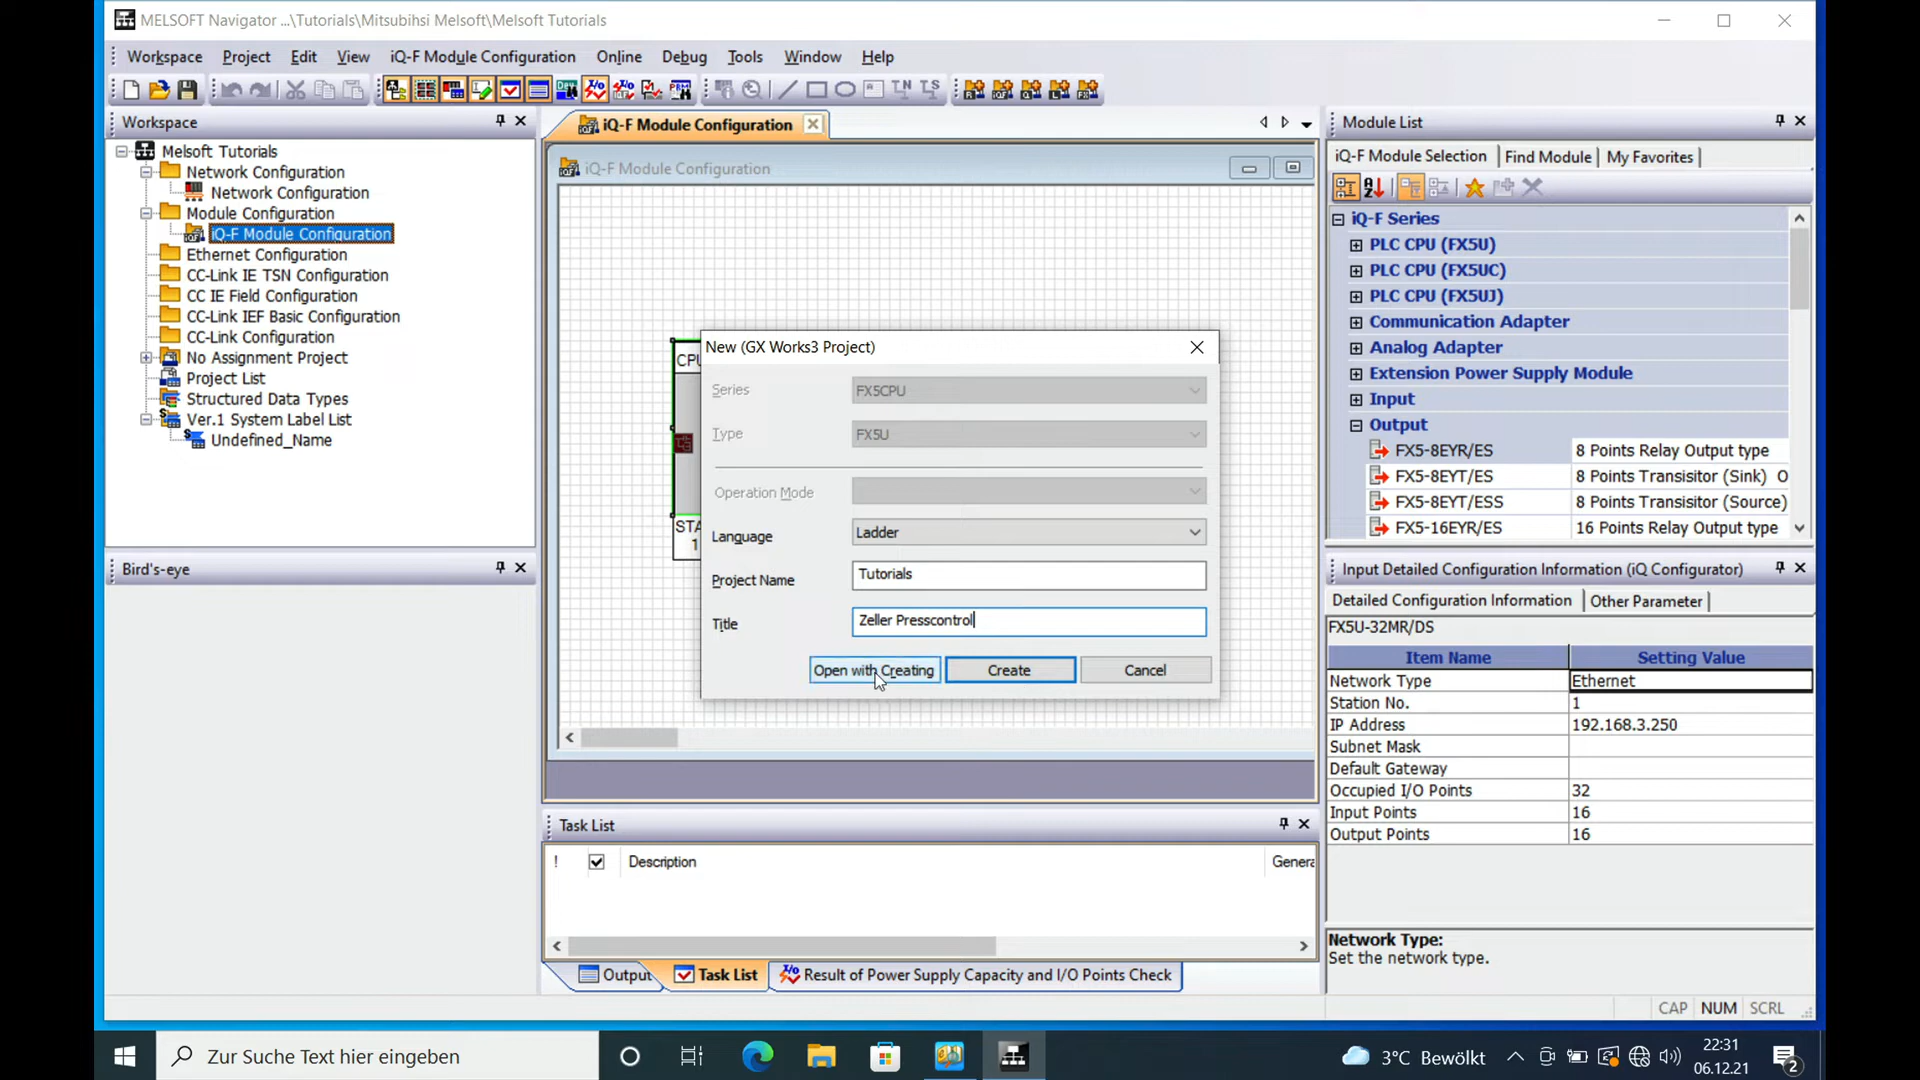 MELSOFT Navigator ...\Tutorials\Mitsubihsi Melsoft\Melsoft Tutorials
Workspace Project Edit View iQ-F Module Configuration Online Debug Tools Window Help
Workspace
Melsoft Tutorials
Network Configuration
Network Configuration
Module Configuration
iQ-F Module Configuration
Ethernet Configuration
CC-Link IE TSN Configuration
CC IE Field Configuration
CC-Link IEF Basic Configuration
CC-Link Configuration
No Assignment Project
Project List
Structured Data Types
Ver.1 System Label List
Undefined_Name
Bird's-eye
iQ-F Module Configuration
iQ-F Module Configuration
CPU
STA
1
New (GX Works3 Project)
Series FX5CPU
Type FX5U
Operation Mode
Language Ladder
Project Name Tutorials
Title Zeller Presscontrol
Open with Creating Create Cancel
Task List
! Description Genera
Output Task List Result of Power Supply Capacity and I/O Points Check
Module List
iQ-F Module Selection Find Module My Favorites
iQ-F Series
PLC CPU (FX5U)
PLC CPU (FX5UC)
PLC CPU (FX5UJ)
Communication Adapter
Analog Adapter
Extension Power Supply Module
Input
Output
FX5-8EYR/ES 8 Points Relay Output type
FX5-8EYT/ES 8 Points Transisitor (Sink) O
FX5-8EYT/ESS 8 Points Transisitor (Source)
FX5-16EYR/ES 16 Points Relay Output type
Input Detailed Configuration Information (iQ Configurator)
Detailed Configuration Information Other Parameter
FX5U-32MR/DS
Item Name Setting Value
Network Type Ethernet
Station No. 1
IP Address 192.168.3.250
Subnet Mask
Default Gateway
Occupied I/O Points 32
Input Points 16
Output Points 16
Network Type:
Set the network type.
CAP NUM SCRL
Zur Suche Text hier eingeben
3°C Bewölkt
22:31
06.12.21
2